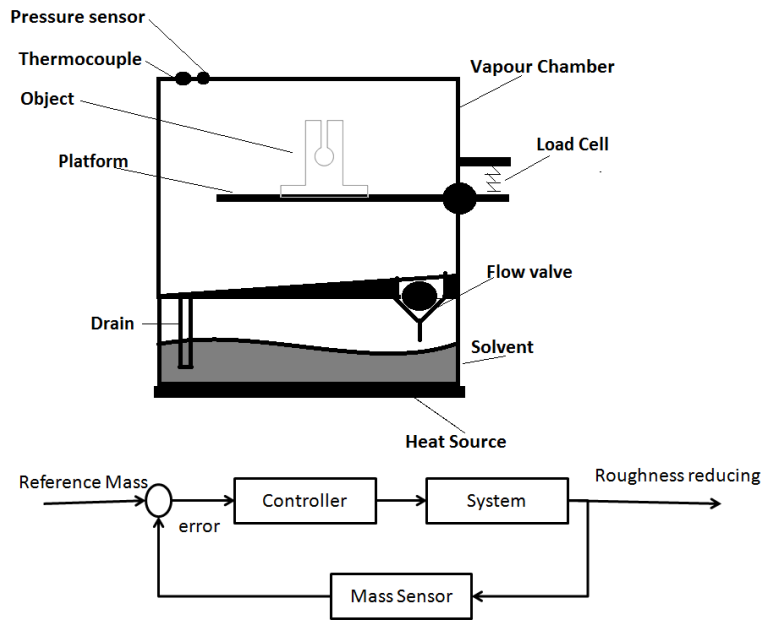 Pressure sensor
Thermocouple
Vapour Chamber
Object
Load Cell
Platform
Flow valve
Drain
Solvent
Heat Source
Reference Mass
Controller
System
Roughness reducing
error
Mass Sensor